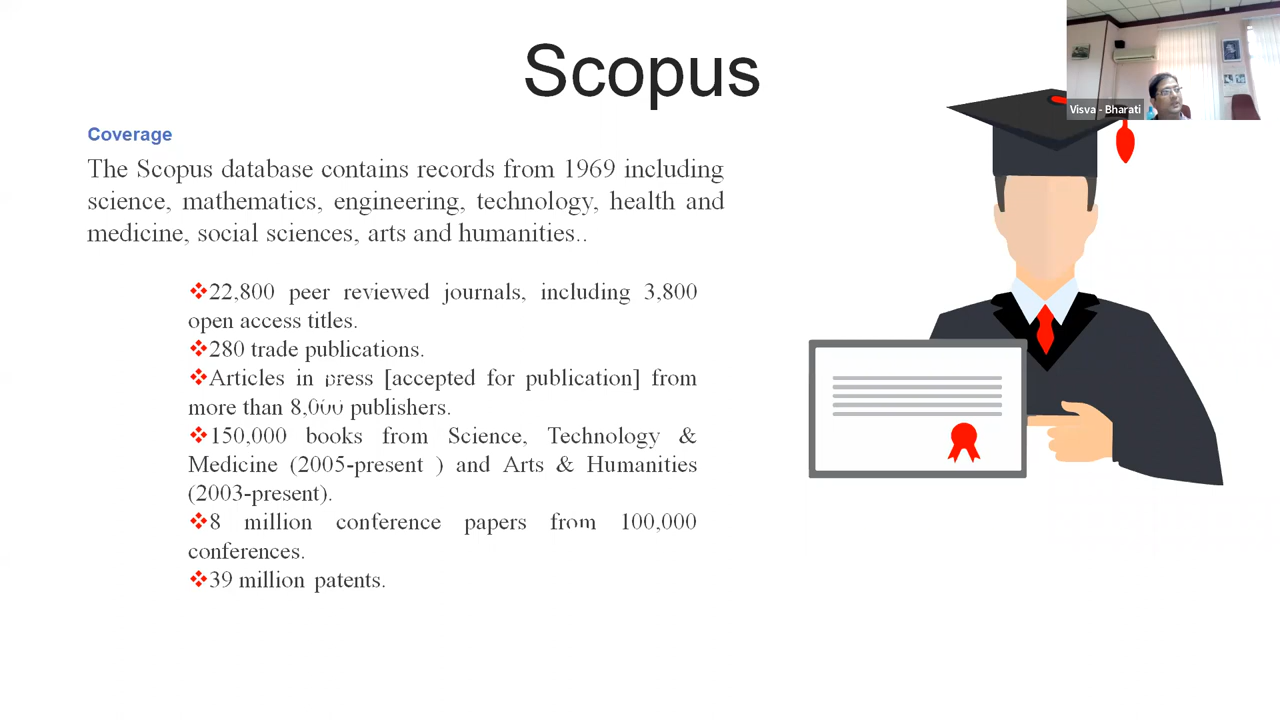 Scopus
Visva - Bharati
Coverage
The Scopus database contains records from 1969 including
science, mathematics, engineering, technology, health and
medicine, social sciences, arts and humanities..
❖22,800 peer reviewed journals, including 3,800
open access titles.
❖280 trade publications.
❖Articles in press [accepted for publication] from
more than 8,000 publishers.
❖150,000 books from Science, Technology &
Medicine (2005-present ) and Arts & Humanities
(2003-present).
❖8 million conference papers from 100,000
conferences.
❖39 million patents.